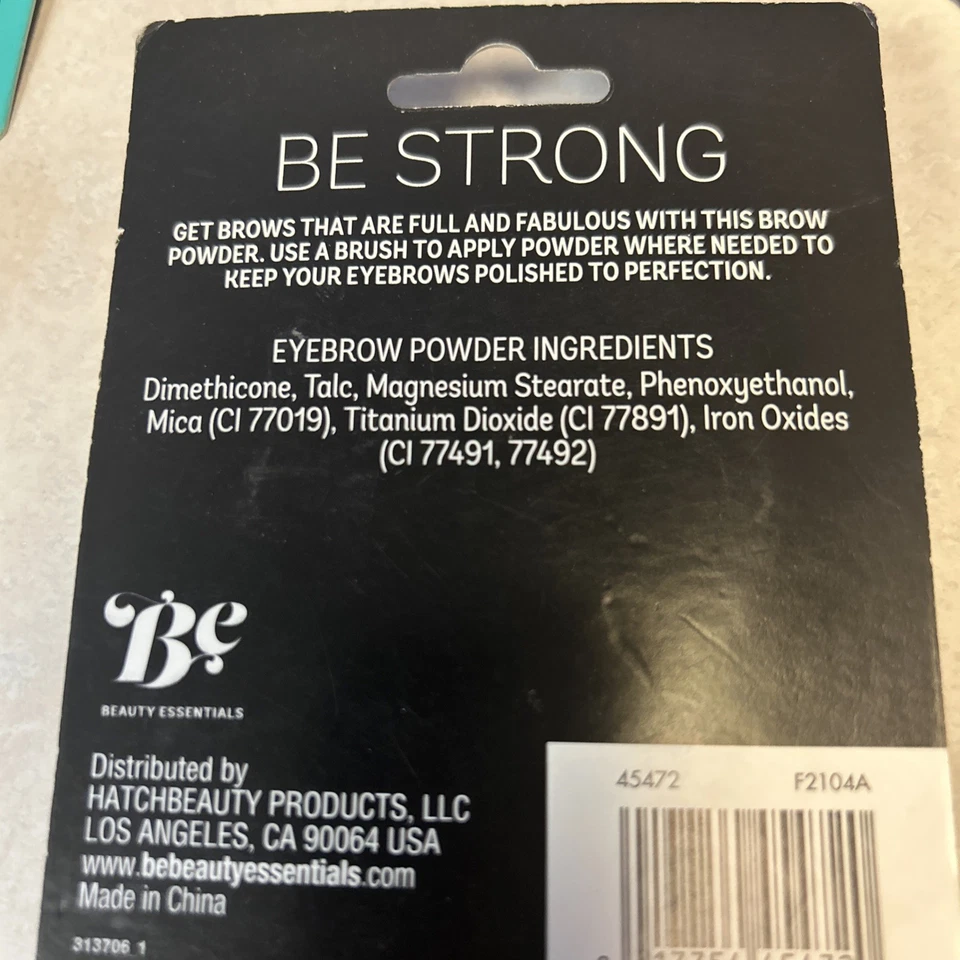 BE STRONG
GET BROWS THAT ARE FULL AND FABULOUS WITH THIS BROW
POWDER. USE A BRUSH TO APPLY POWDER WHERE NEEDED TO
KEEP YOUR EYEBROWS POLISHED TO PERFECTION.
EYEBROW POWDER INGREDIENTS
Dimethicone, Talc, Magnesium Stearate, Phenoxyethanol,
Mica (CI 77019), Titanium Dioxide (CI 77891), Iron Oxides
(CI 77491, 77492)
Be
BEAUTY ESSENTIALS
Distributed by
HATCHBEAUTY PRODUCTS, LLC
LOS ANGELES, CA 90064 USA
www.bebeautyessentials.com
Made in China
313706 1
45472 F2104A